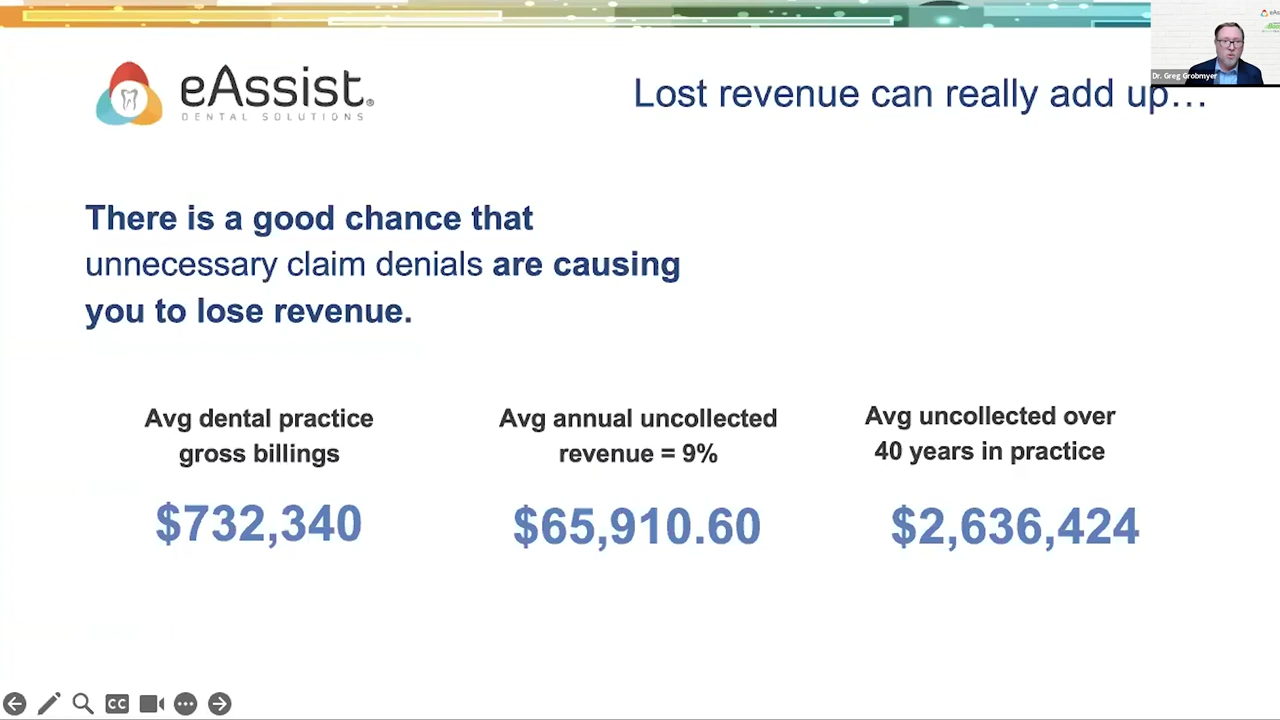 eAssist®
DENTAL SOLUTIONS
Lost revenue can really add up…
Dr. Greg Grobmyer
There is a good chance that
unnecessary claim denials are causing
you to lose revenue.
Avg dental practice
gross billings
$732,340
Avg annual uncollected
revenue = 9%
$65,910.60
Avg uncollected over
40 years in practice
$2,636,424
CC